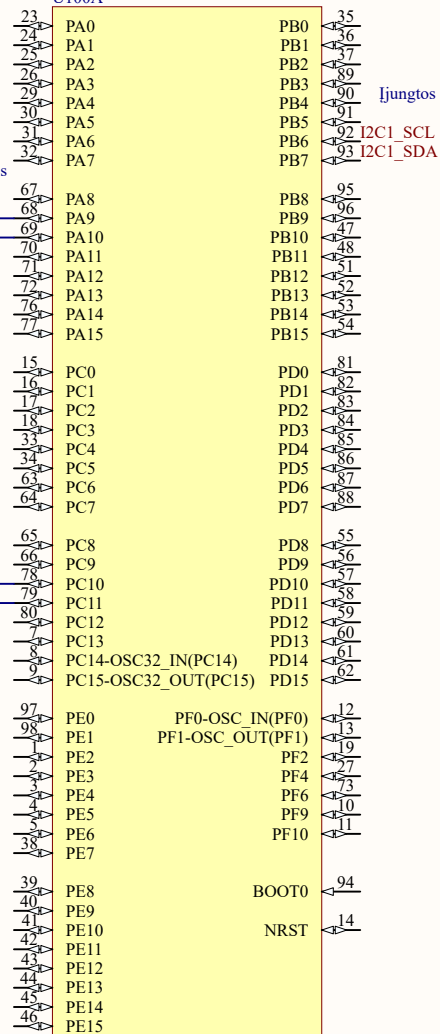 U100A
23 PA0 PB0 35
24 PA1 PB1 36
25 PA2 PB2 37
26 PA3 PB3 89
29 PA4 PB4 90 Įjungtos
30 PA5 PB5 91
31 PA6 PB6 92 I2C1_SCL
32 PA7 PB7 93 I2C1_SDA
s
67 PA8 PB8 95
68 PA9 PB9 96
69 PA10 PB10 47
70 PA11 PB11 48
71 PA12 PB12 51
72 PA13 PB13 52
76 PA14 PB14 53
77 PA15 PB15 54
15 PC0 PD0 81
16 PC1 PD1 82
17 PC2 PD2 83
18 PC3 PD3 84
33 PC4 PD4 85
34 PC5 PD5 86
63 PC6 PD6 87
64 PC7 PD7 88
65 PC8 PD8 55
66 PC9 PD9 56
78 PC10 PD10 57
79 PC11 PD11 58
80 PC12 PD12 59
7 PC13 PD13 60
8 PC14-OSC32_IN(PC14) PD14 61
9 PC15-OSC32_OUT(PC15) PD15 62
97 PE0 PF0-OSC_IN(PF0) 12
98 PE1 PF1-OSC_OUT(PF1) 13
1 PE2 PF2 19
2 PE3 PF4 27
3 PE4 PF6 73
4 PE5 PF9 10
5 PE6 PF10 11
38 PE7
39 PE8 BOOT0 94
40 PE9
41 PE10 NRST 14
42 PE11
43 PE12
44 PE13
45 PE14
46 PE15